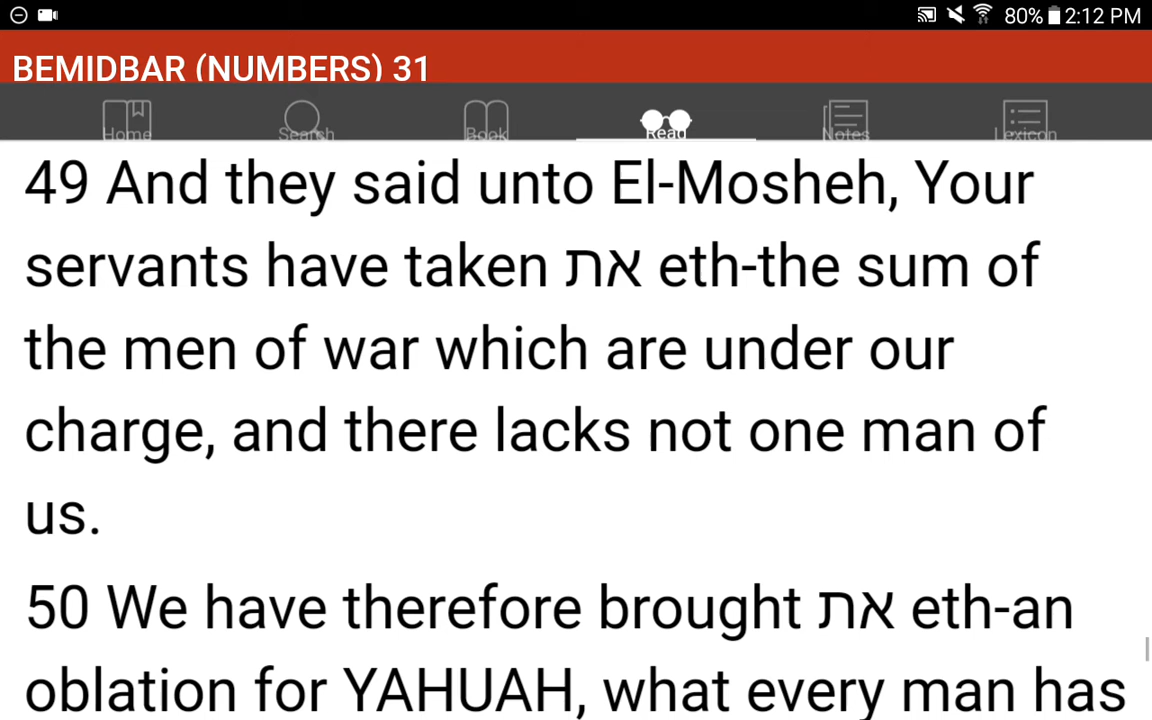 80% 2:12 PM
BEMIDBAR (NUMBERS) 31
Home Search Book Read Notes Lexicon
49 And they said unto El-Mosheh, Your
servants have taken את eth-the sum of
the men of war which are under our
charge, and there lacks not one man of
us.
50 We have therefore brought את eth-an
oblation for YAHUAH, what every man has